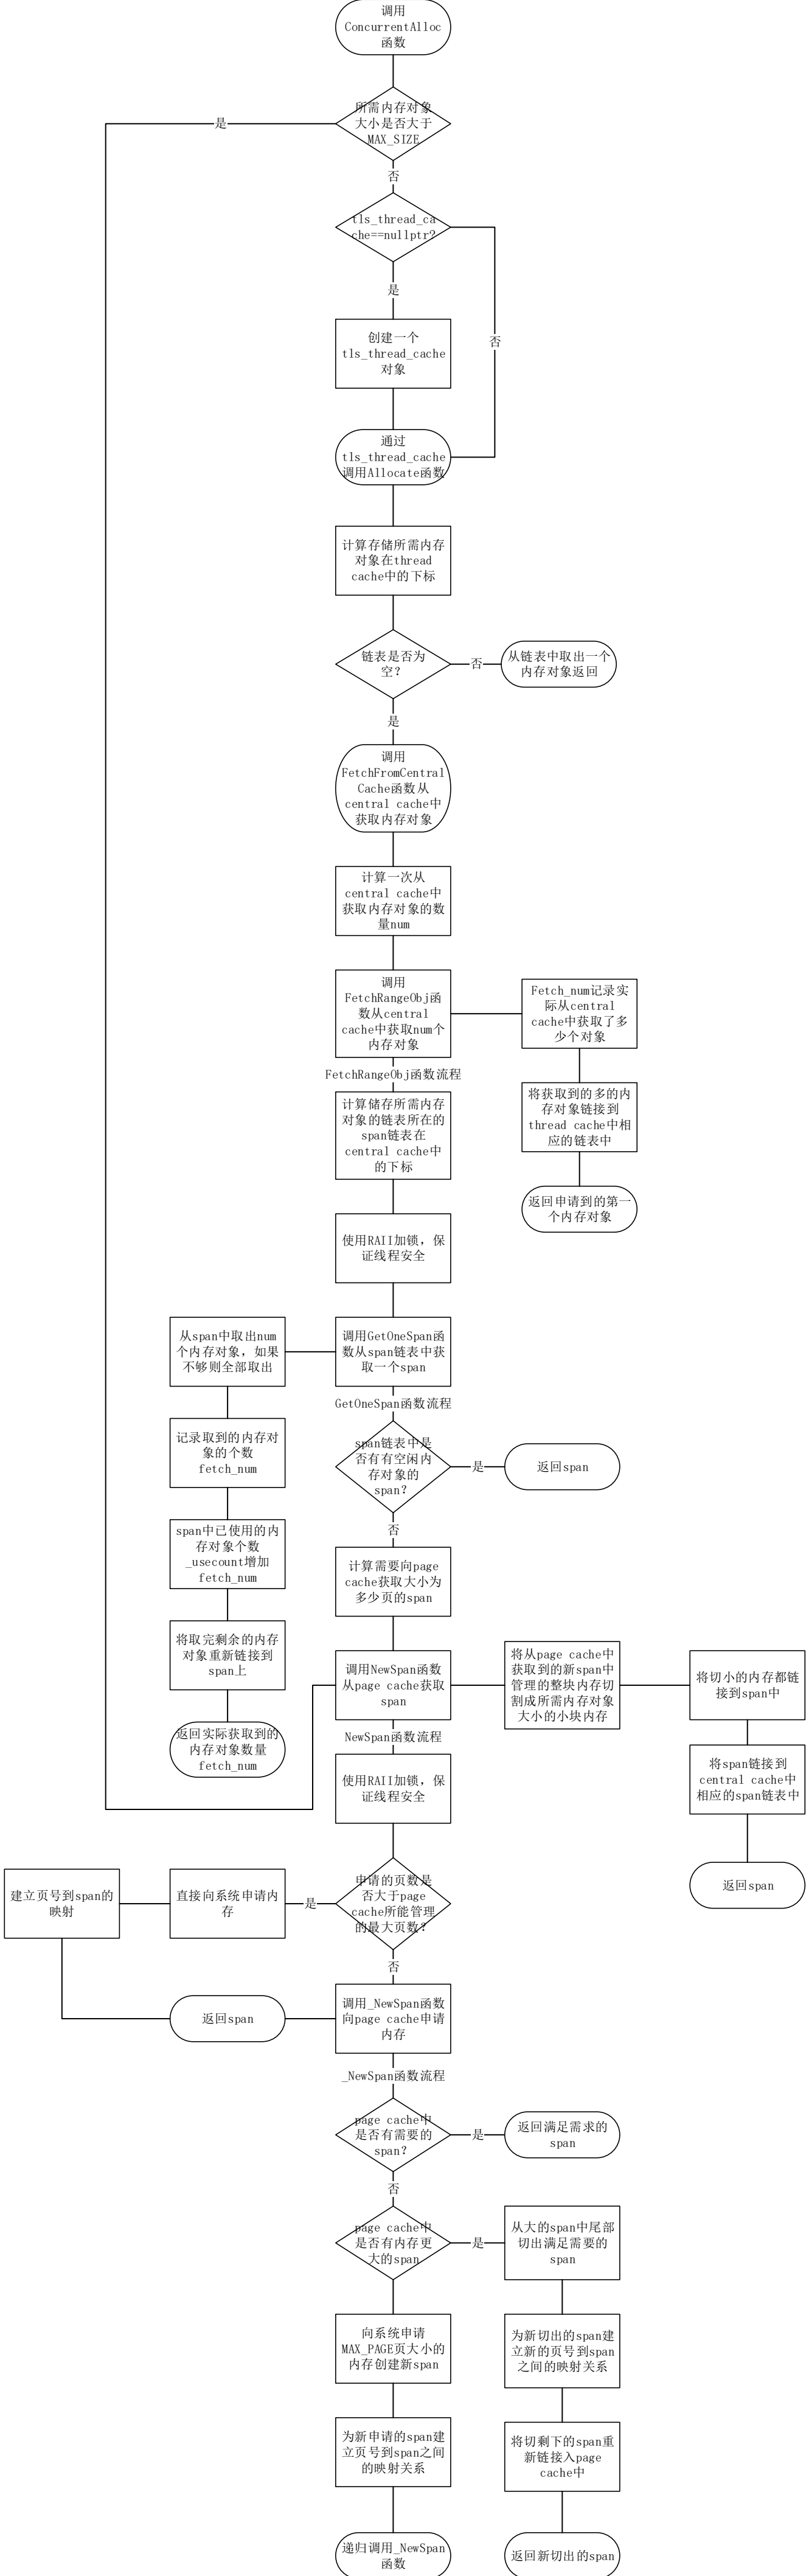 调用
ConcurrentAlloc
函数
所需内存对象
大小是否大于
MAX_SIZE
是
否
tls_thread_ca
che==nullptr?
是
创建一个
tls_thread_cache
对象
否
通过
tls_thread_cache
调用Allocate函数
计算存储所需内存
对象在thread
cache中的下标
链表是否为
空？
否
从链表中取出一个
内存对象返回
是
调用
FetchFromCentral
Cache函数从
central cache中
获取内存对象
计算一次从
central cache中
获取内存对象的数
量num
调用
FetchRangeObj函
数从central
cache中获取num个
内存对象
Fetch_num记录实
际从central
cache中获取了多
少个对象
将获取到的多的内
存对象链接到
thread cache中相
应的链表中
返回申请到的第一
个内存对象
FetchRangeObj函数流程
计算储存所需内存
对象的链表所在的
span链表在
central cache中
的下标
使用RAII加锁，保
证线程安全
调用GetOneSpan函
数从span链表中获
取一个span
从span中取出num
个内存对象，如果
不够则全部取出
记录取到的内存对
象的个数
fetch_num
span中已使用的内
存对象个数
_usecount增加
fetch_num
将取完剩余的内存
对象重新链接到
span上
返回实际获取到的
内存对象数量
fetch_num
GetOneSpan函数流程
span链表中是
否有有空闲内
存对象的
span？
是
返回span
否
计算需要向page
cache获取大小为
多少页的span
调用NewSpan函数
从page cache获取
span
将从page cache中
获取到的新span中
管理的整块内存切
割成所需内存对象
大小的小块内存
将切小的内存都链
接到span中
将span链接到
central cache中
相应的span链表中
返回span
NewSpan函数流程
使用RAII加锁，保
证线程安全
申请的页数是
否大于page
cache所能管理
的最大页数？
是
直接向系统申请内
存
建立页号到span的
映射
否
调用_NewSpan函数
向page cache申请
内存
返回span
_NewSpan函数流程
page cache中
是否有需要的
span？
是
返回满足需求的
span
否
page cache中
是否有内存更
大的span
是
从大的span中尾部
切出满足需要的
span
为新切出的span建
立新的页号到span
之间的映射关系
将切剩下的span重
新链接入page
cache中
返回新切出的span
向系统申请
MAX_PAGE页大小的
内存创建新span
为新申请的span建
立页号到span之间
的映射关系
递归调用_NewSpan
函数